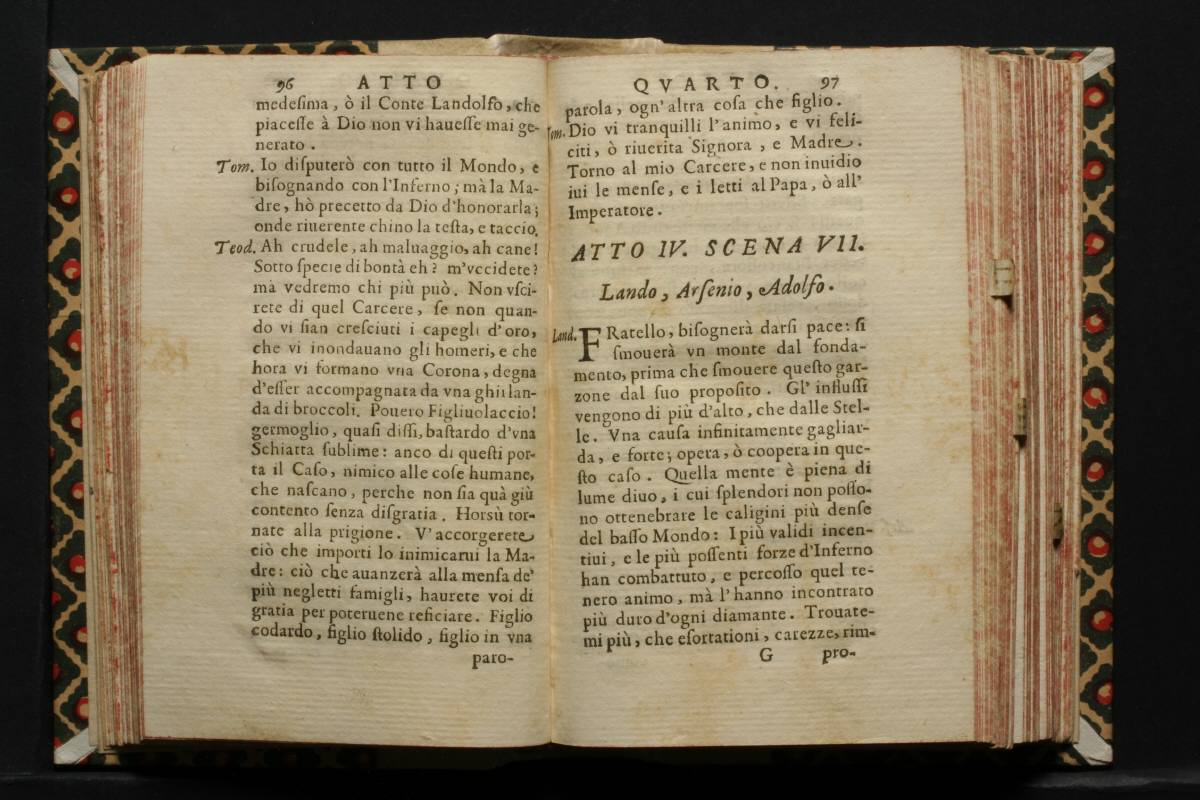 96 ATTO
medeſima, ò il Conte Landolfo, che
piaceſſe à Dio non vi haueſſe mai ge-
nerato.
Tom. Io diſputerò con tutto il Mondo, e
biſognando con l'Inferno; mà la Ma-
dre, hò precetto da Dio d'honorarla;
onde riuerente chino la teſta, e taccio.
Teod. Ah crudele, ah maluaggio, ah cane!
Sotto ſpecie di bontà eh? m'vccidete?
mà vedremo chi più può. Non vſci-
rete di quel Carcere, ſe non quan-
do vi ſian creſciuti i capegli d'oro,
che vi inondauano gli homeri, e che
hora vi formano vna Corona, degna
d'eſſer accompagnata da vna ghirlan-
da di broccoli. Pouero Figliuolaccio!
germoglio, quaſi diſſi, baſtardo d'vna
Schiatta ſublime: anco di queſti por-
ta il Caſo, nimico alle coſe humane,
che naſcano, perche non ſia quà giù
contento ſenza diſgratia. Horsù tor-
nate alla prigione. V'accorgerete
ciò che importi lo inimicarui la Ma-
dre: ciò che auanzerà alla menſa de'
più negletti famigli, haurete voi di
gratia per poteruene reficiare. Figlio
codardo, figlio ſtolido, figlio in vna
paro-
QVARTO. 97
parola, ogn'altra coſa che figlio.
Tom. Dio vi tranquilli l'animo, e vi feli-
citi, ò riuerita Signora, e Madre.
Torno al mio Carcere, e non inuidio
iui le menſe, e i letti al Papa, ò all'
Imperatore.
ATTO IV. SCENA VII.
Lando, Arſenio, Adolfo.
Land. FRatello, biſognerà darſi pace: ſi
ſmouerà vn monte dal fonda-
mento, prima che ſmouere queſto gar-
zone dal ſuo propoſito. Gl'influſſi
vengono di più d'alto, che dalle Stel-
le. Vna cauſa infinitamente gagliar-
da, e forte; opera, ò coopera in que-
ſto caſo. Quella mente è piena di
lume diuo, i cui ſplendori non poſſo-
no ottenebrare le caligini più denſe
del baſſo Mondo: I più validi incen-
tiui, e le più poſſenti forze d'Inferno
han combattuto, e percoſſo quel te-
nero animo, mà l'hanno incontrato
più duro d'ogni diamante. Trouate-
mi più, che eſortationi, carezze, rim-
G pro-